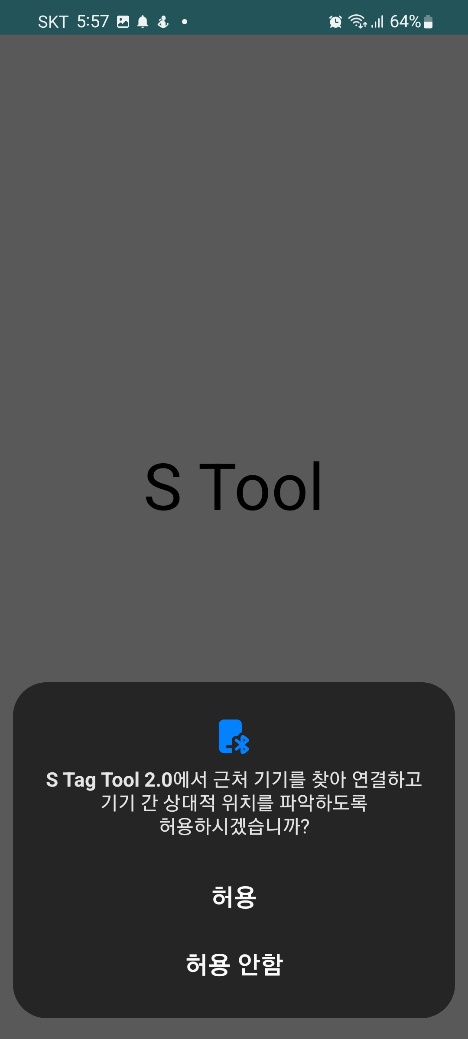 SKT 5:57 64%
S Tool
S Tag Tool 2.0에서 근처 기기를 찾아 연결하고
기기 간 상대적 위치를 파악하도록
허용하시겠습니까?
허용
허용 안함